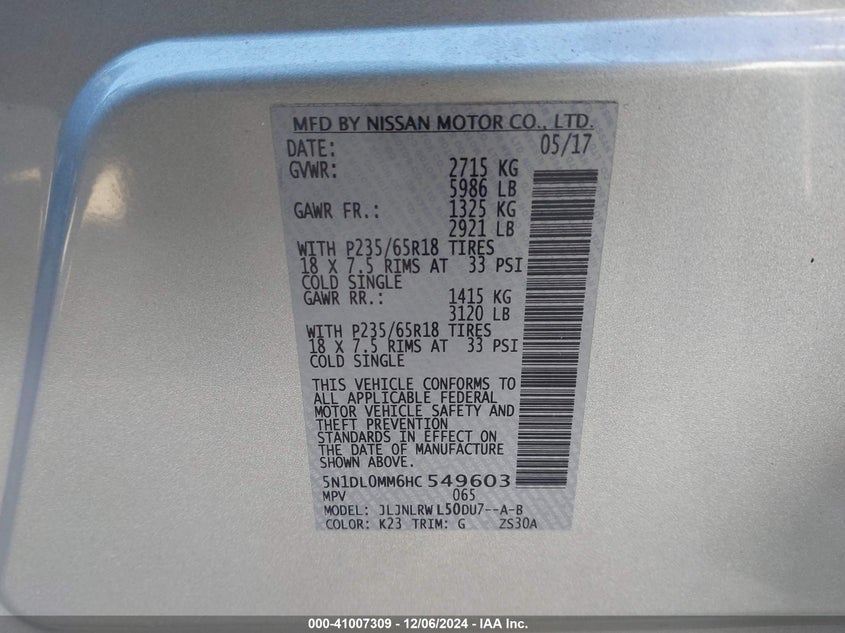 MFD BY NISSAN MOTOR CO., LTD.
DATE: 05/17
GVWR: 2715 KG
5986 LB
GAWR FR.: 1325 KG
2921 LB
WITH P235/65R18 TIRES
18 X 7.5 RIMS AT 33 PSI
COLD SINGLE
GAWR RR.: 1415 KG
3120 LB
WITH P235/65R18 TIRES
18 X 7.5 RIMS AT 33 PSI
COLD SINGLE
THIS VEHICLE CONFORMS TO
ALL APPLICABLE FEDERAL
MOTOR VEHICLE SAFETY AND
THEFT PREVENTION
STANDARDS IN EFFECT ON
THE DATE OF MANUFACTURE
SHOWN ABOVE.
5N1DL0MM6HC549603
MPV 065
MODEL: JLJNLRWL50DU7--A-B
COLOR: K23 TRIM: G ZS30A
000-41007309 - 12/06/2024 - IAA Inc.